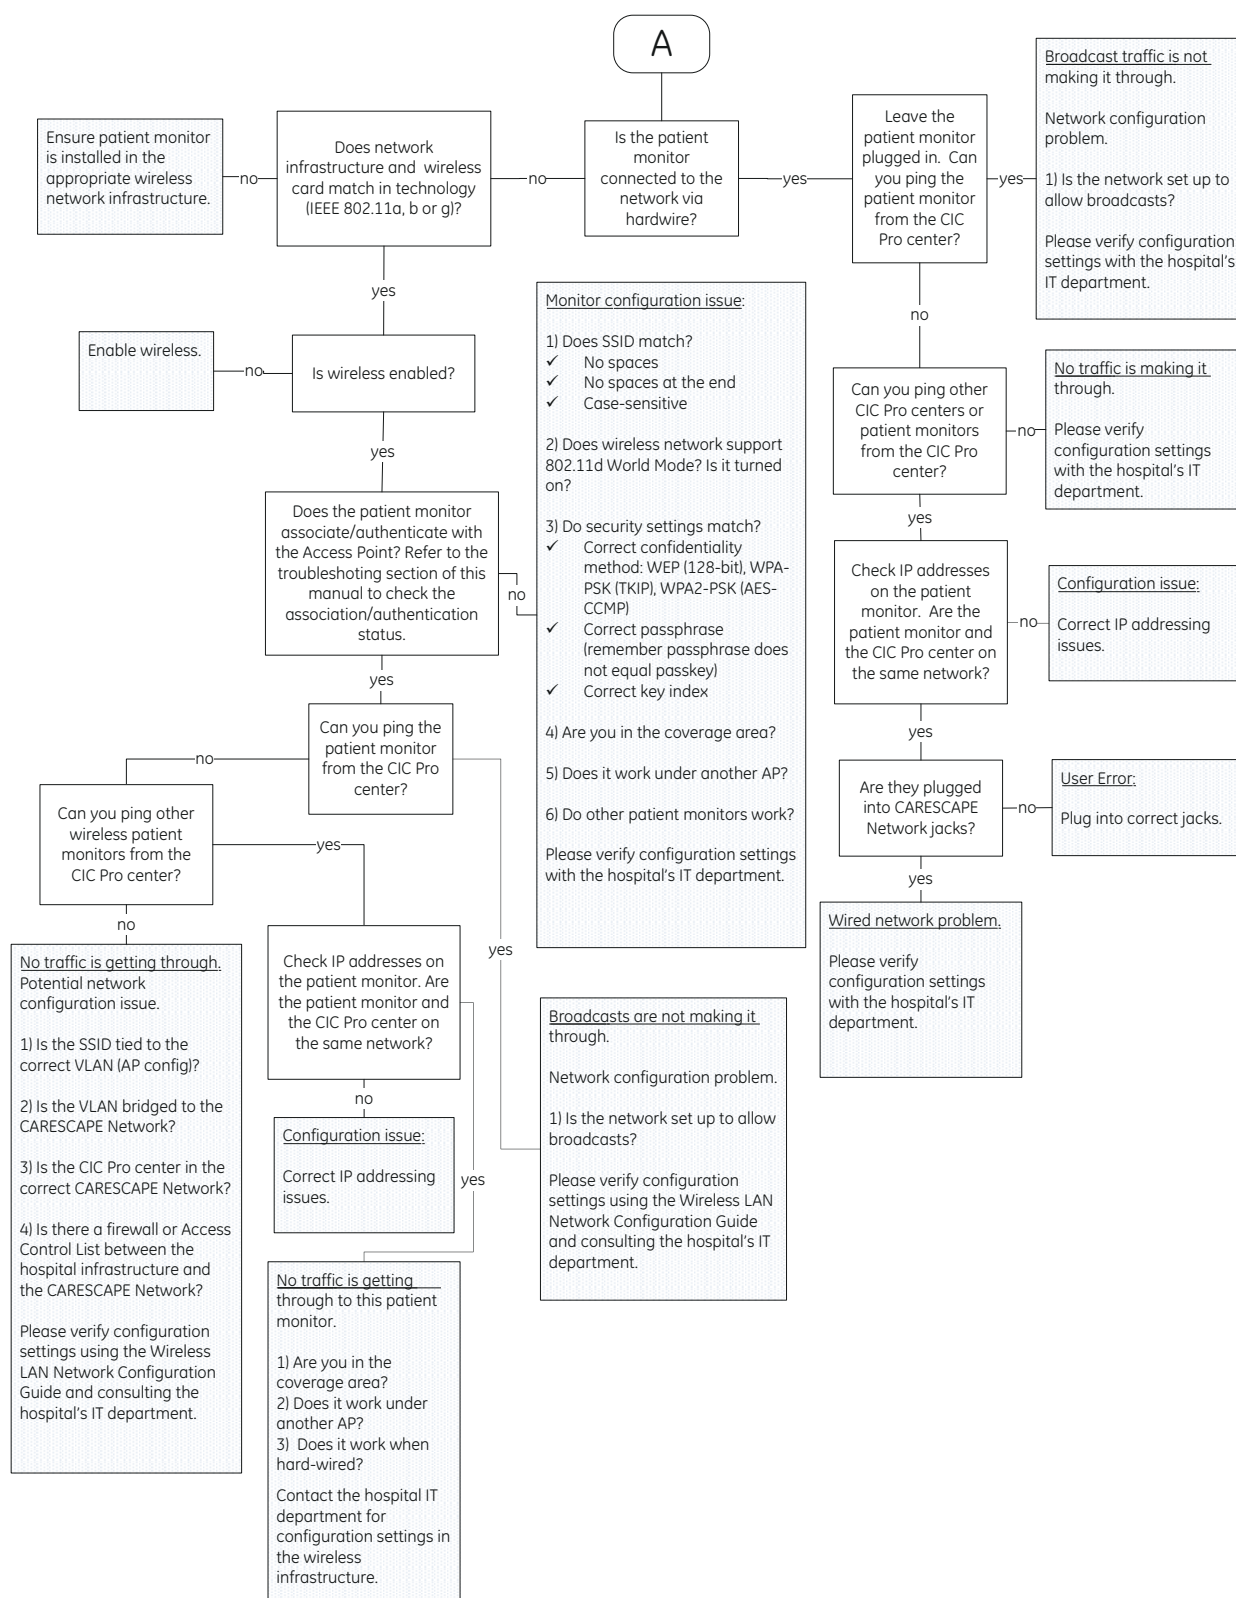 A
Is the patient
monitor
connected to the
network via
hardwire?
no
yes
Does network
infrastructure and wireless
card match in technology
(IEEE 802.11a, b or g)?
no
Ensure patient monitor
is installed in the
appropriate wireless
network infrastructure.
yes
Is wireless enabled?
no
Enable wireless.
yes
Does the patient monitor
associate/authenticate with
the Access Point? Refer to the
troubleshoting section of this
manual to check the
association/authentication
status.
no
Monitor configuration issue:
1) Does SSID match?
✓ No spaces
✓ No spaces at the end
✓ Case-sensitive
2) Does wireless network support
802.11d World Mode? Is it turned
on?
3) Do security settings match?
✓ Correct confidentiality
method: WEP (128-bit), WPA-
PSK (TKIP), WPA2-PSK (AES-
CCMP)
✓ Correct passphrase
(remember passphrase does
not equal passkey)
✓ Correct key index
4) Are you in the coverage area?
5) Does it work under another AP?
6) Do other patient monitors work?
Please verify configuration settings
with the hospital's IT department.
yes
Can you ping the
patient monitor
from the CIC Pro
center?
no
Can you ping other
wireless patient
monitors from the
CIC Pro center?
no
No traffic is getting through.
Potential network
configuration issue.
1) Is the SSID tied to the
correct VLAN (AP config)?
2) Is the VLAN bridged to the
CARESCAPE Network?
3) Is the CIC Pro center in the
correct CARESCAPE Network?
4) Is there a firewall or Access
Control List between the
hospital infrastructure and
the CARESCAPE Network?
Please verify configuration
settings using the Wireless
LAN Network Configuration
Guide and consulting the
hospital's IT department.
yes
Check IP addresses on
the patient monitor. Are
the patient monitor and
the CIC Pro center on
the same network?
no
Configuration issue:
Correct IP addressing
issues.
yes
No traffic is getting
through to this patient
monitor.
1) Are you in the
coverage area?
2) Does it work under
another AP?
3) Does it work when
hard-wired?
Contact the hospital IT
department for
configuration settings in
the wireless
infrastructure.
yes
Broadcasts are not making it
through.
Network configuration problem.
1) Is the network set up to allow
broadcasts?
Please verify configuration
settings using the Wireless LAN
Network Configuration Guide
and consulting the hospital's IT
department.
Leave the
patient monitor
plugged in. Can
you ping the
patient monitor
from the CIC
Pro center?
yes
Broadcast traffic is not
making it through.
Network configuration
problem.
1) Is the network set up to
allow broadcasts?
Please verify configuration
settings with the hospital's
IT department.
no
Can you ping other
CIC Pro centers or
patient monitors
from the CIC Pro
center?
no
No traffic is making it
through.
Please verify
configuration settings
with the hospital's IT
department.
yes
Check IP addresses
on the patient
monitor. Are the
patient monitor and
the CIC Pro center on
the same network?
no
Configuration issue:
Correct IP addressing
issues.
yes
Are they plugged
into CARESCAPE
Network jacks?
no
User Error:
Plug into correct jacks.
yes
Wired network problem.
Please verify
configuration settings
with the hospital's IT
department.